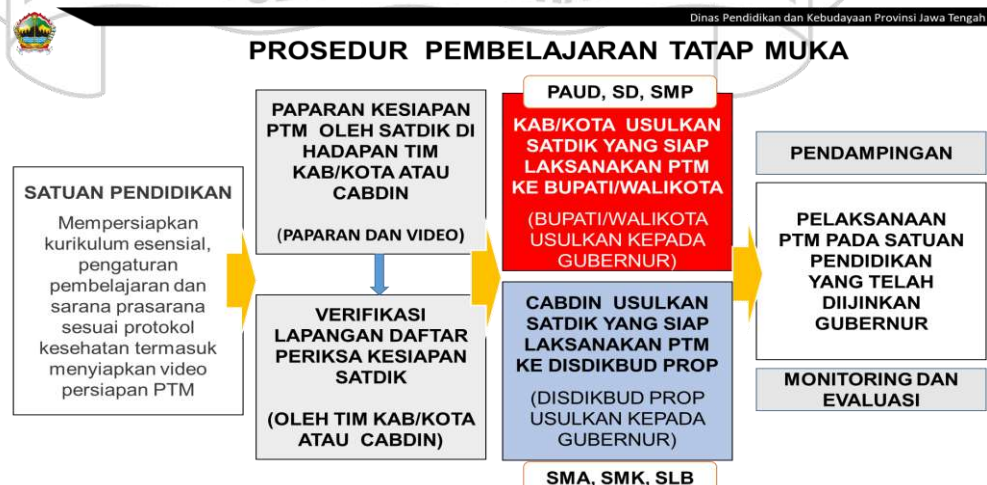 Dinas Pendidikan dan Kebudayaan Provinsi Jawa Tengah
PROSEDUR PEMBELAJARAN TATAP MUKA
SATUAN PENDIDIKAN
Mempersiapkan
kurikulum esensial,
pengaturan
pembelajaran dan
sarana prasarana
sesuai protokol
kesehatan termasuk
menyiapkan video
persiapan PTM
PAPARAN KESIAPAN
PTM OLEH SATDIK DI
HADAPAN TIM
KAB/KOTA ATAU
CABDIN
(PAPARAN DAN VIDEO)
VERIFIKASI
LAPANGAN DAFTAR
PERIKSA KESIAPAN
SATDIK
(OLEH TIM KAB/KOTA
ATAU CABDIN)
PAUD, SD, SMP
KAB/KOTA USULKAN
SATDIK YANG SIAP
LAKSANAKAN PTM
KE BUPATI/WALIKOTA
(BUPATI/WALIKOTA
USULKAN KEPADA
GUBERNUR)
CABDIN USULKAN
SATDIK YANG SIAP
LAKSANAKAN PTM
KE DISDIKBUD PROP
(DISDIKBUD PROP
USULKAN KEPADA
GUBERNUR)
SMA, SMK, SLB
PENDAMPINGAN
PELAKSANAAN
PTM PADA SATUAN
PENDIDIKAN
YANG TELAH
DIIJINKAN
GUBERNUR
MONITORING DAN
EVALUASI